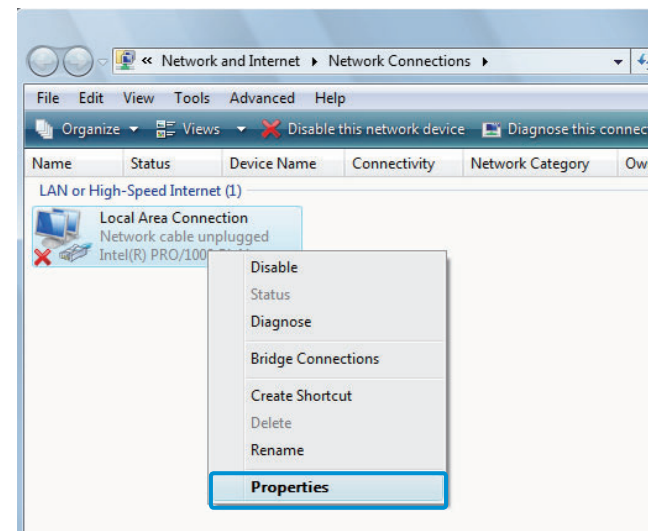 « Network and Internet ▸ Network Connections ▸
File Edit View Tools Advanced Help
Organize Views Disable this network device Diagnose this connec
Name Status Device Name Connectivity Network Category Ow
LAN or High-Speed Internet (1)
Local Area Connection
Network cable unplugged
Intel(R) PRO/1000
Disable
Status
Diagnose
Bridge Connections
Create Shortcut
Delete
Rename
Properties